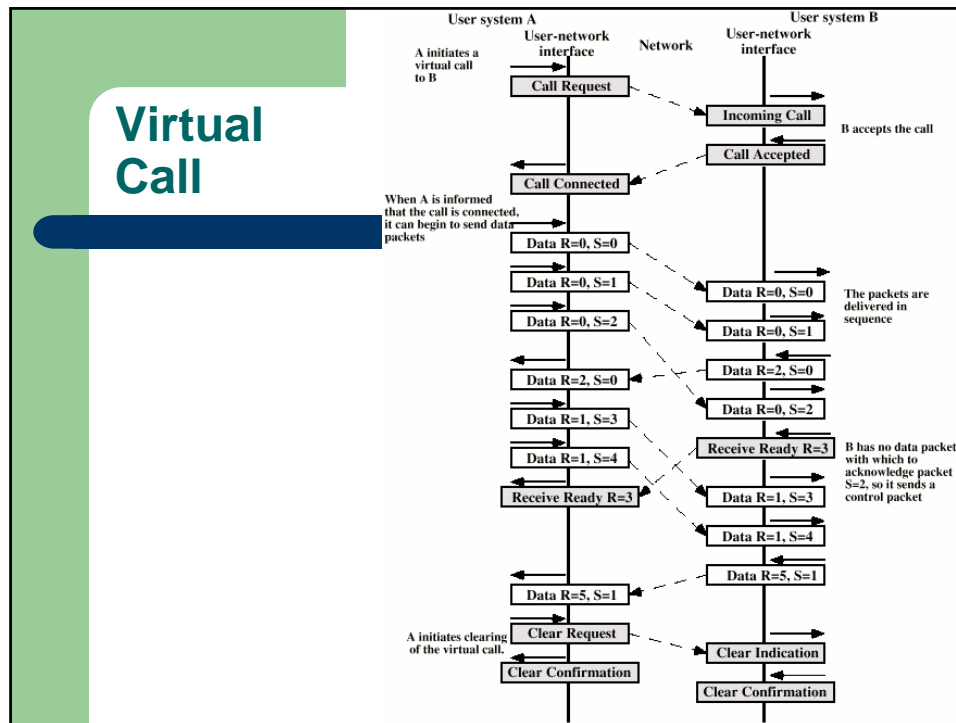 Virtual
Call
User system A
User system B
User-network
interface
Network
User-network
interface
A initiates a
virtual call
to B
Call Request
Incoming Call
B accepts the call
Call Accepted
Call Connected
When A is informed
that the call is connected,
it can begin to send data
packets
Data R=0, S=0
Data R=0, S=1
Data R=0, S=0
The packets are
delivered in
sequence
Data R=0, S=2
Data R=0, S=1
Data R=2, S=0
Data R=2, S=0
Data R=0, S=2
Data R=1, S=3
Receive Ready R=3
B has no data packet
with which to
acknowledge packet
S=2, so it sends a
control packet
Data R=1, S=4
Receive Ready R=3
Data R=1, S=3
Data R=1, S=4
Data R=5, S=1
Data R=5, S=1
Clear Request
A initiates clearing
of the virtual call.
Clear Indication
Clear Confirmation
Clear Confirmation